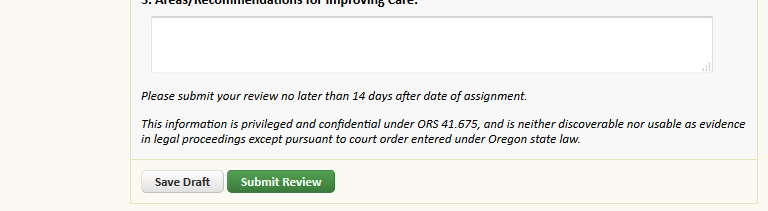 5. Areas/Recommendations for Improving Care:
Please submit your review no later than 14 days after date of assignment.
This information is privileged and confidential under ORS 41.675, and is neither discoverable nor usable as evidence
in legal proceedings except pursuant to court order entered under Oregon state law.
Save Draft Submit Review